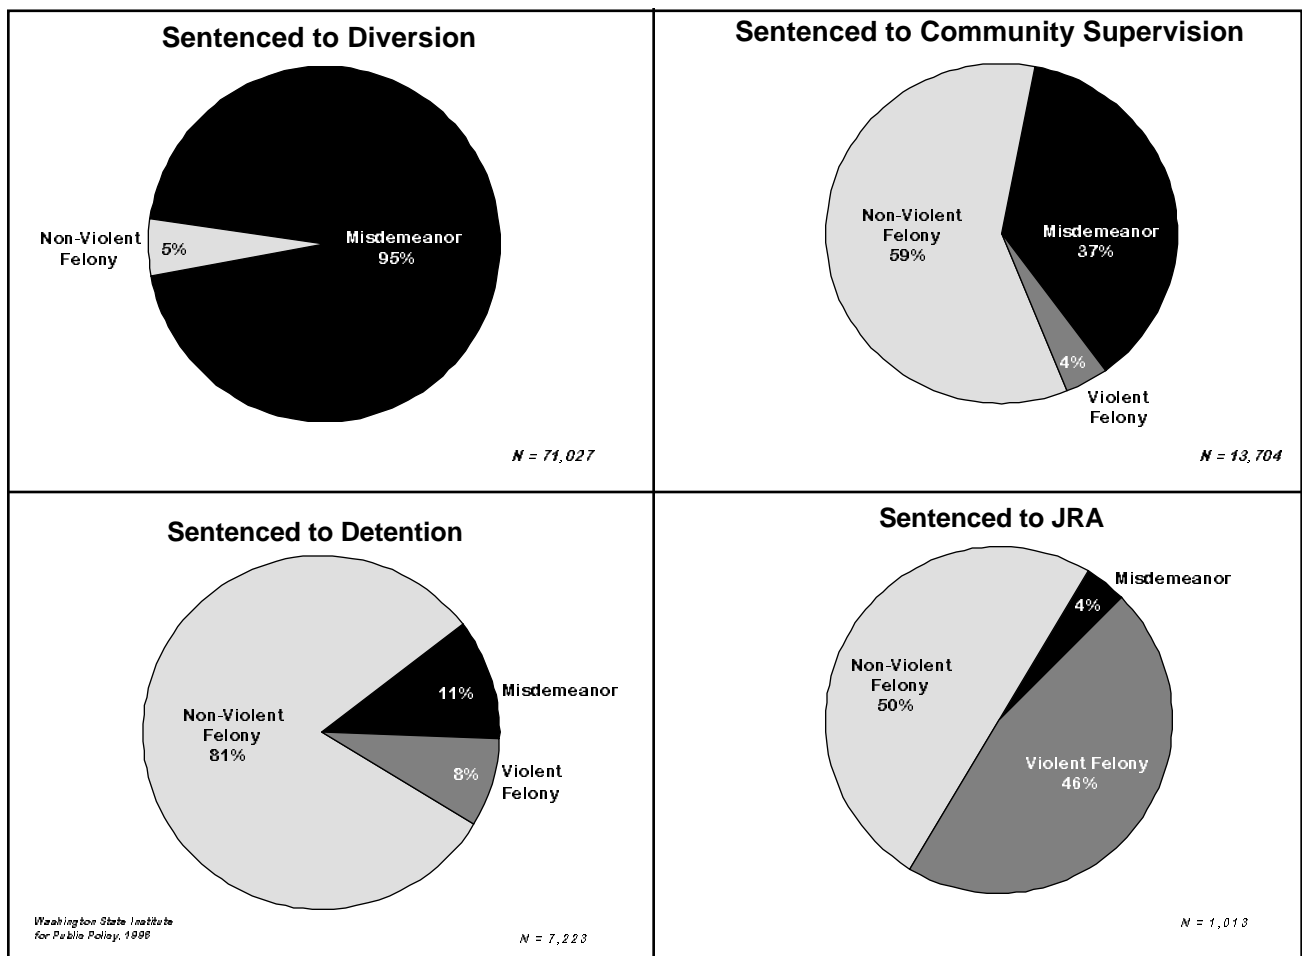 Sentenced to Diversion
Non-Violent
Felony
5%
Misdemeanor
95%
N = 71,027
Sentenced to Community Supervision
Non-Violent
Felony
59%
Misdemeanor
37%
4%
Violent
Felony
N = 13,704
Sentenced to Detention
Non-Violent
Felony
81%
11%
Misdemeanor
8%
Violent
Felony
Washington State Institute
for Public Policy, 1996
N = 7,223
Sentenced to JRA
Misdemeanor
4%
Non-Violent
Felony
50%
Violent Felony
46%
N = 1,013